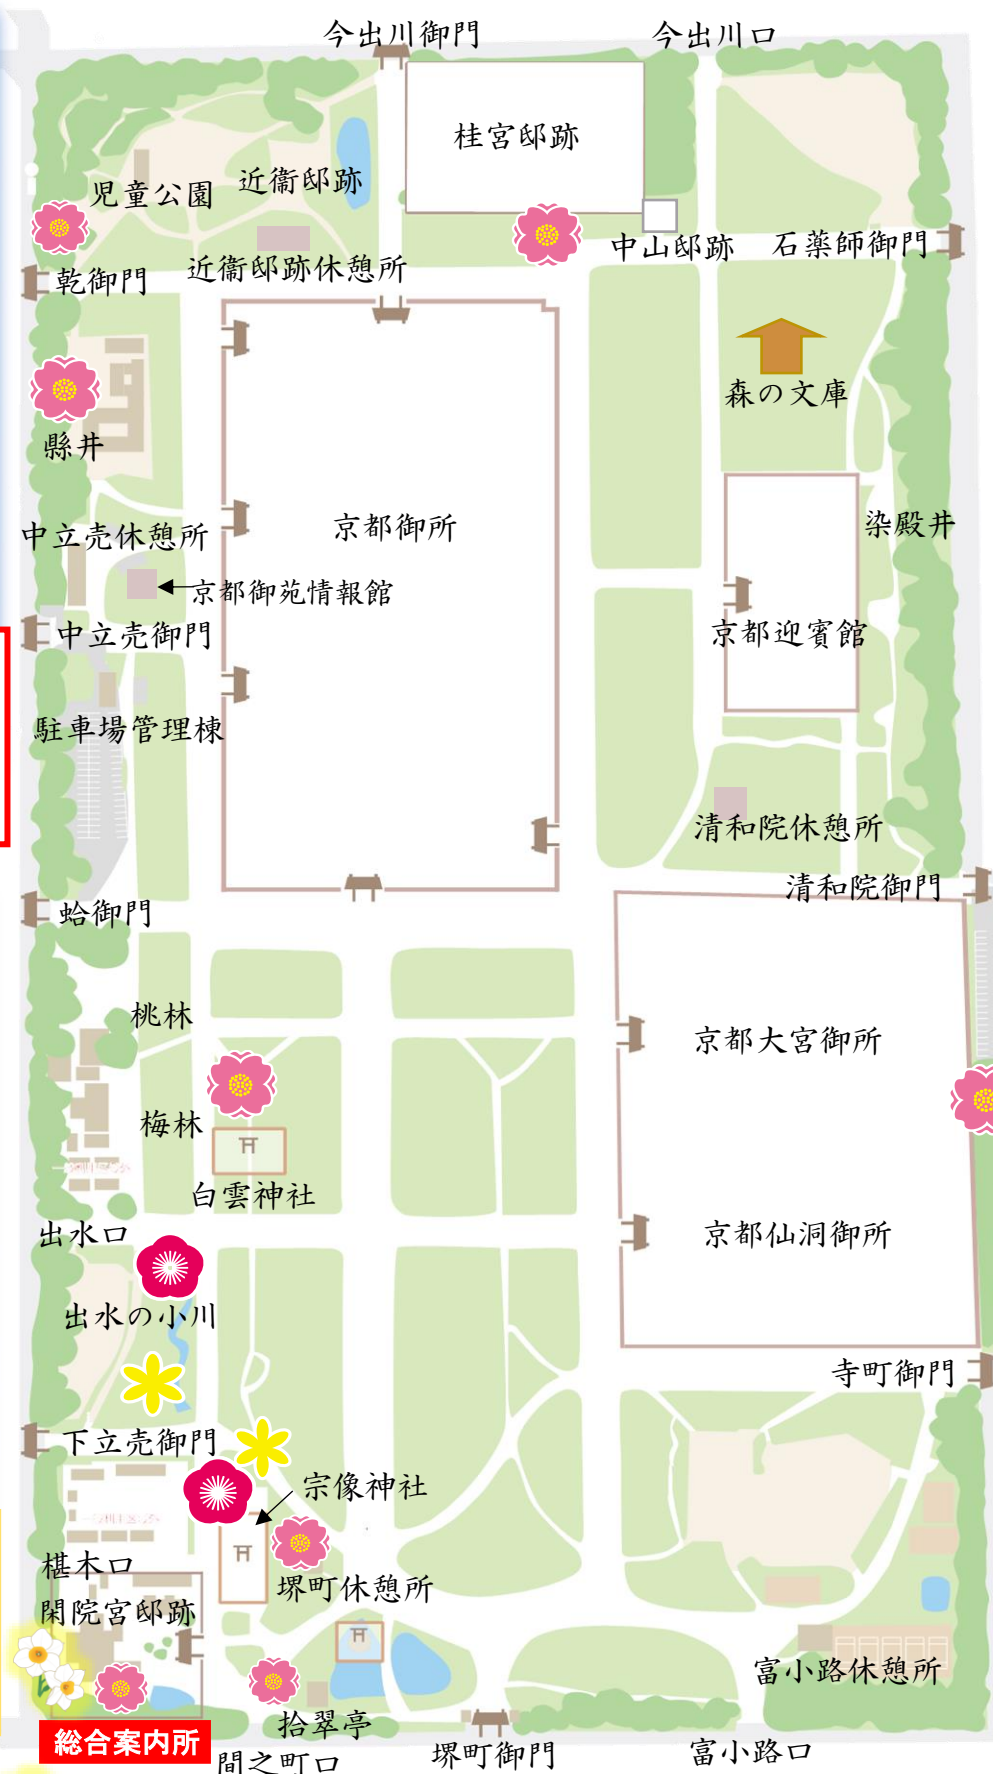 今出川御門
今出川口
桂宮邸跡
児童公園
近衞邸跡
中山邸跡
石薬師御門
乾御門
近衞邸跡休憩所
森の文庫
縣井
中立売休憩所
京都御所
染殿井
京都御苑情報館
中立売御門
京都迎賓館
駐車場管理棟
清和院休憩所
清和院御門
蛤御門
桃林
京都大宮御所
梅林
白雲神社
出水口
京都仙洞御所
出水の小川
寺町御門
下立売御門
宗像神社
椹木口
堺町休憩所
閑院宮邸跡
富小路休憩所
拾翠亭
総合案内所
間之町口
堺町御門
富小路口